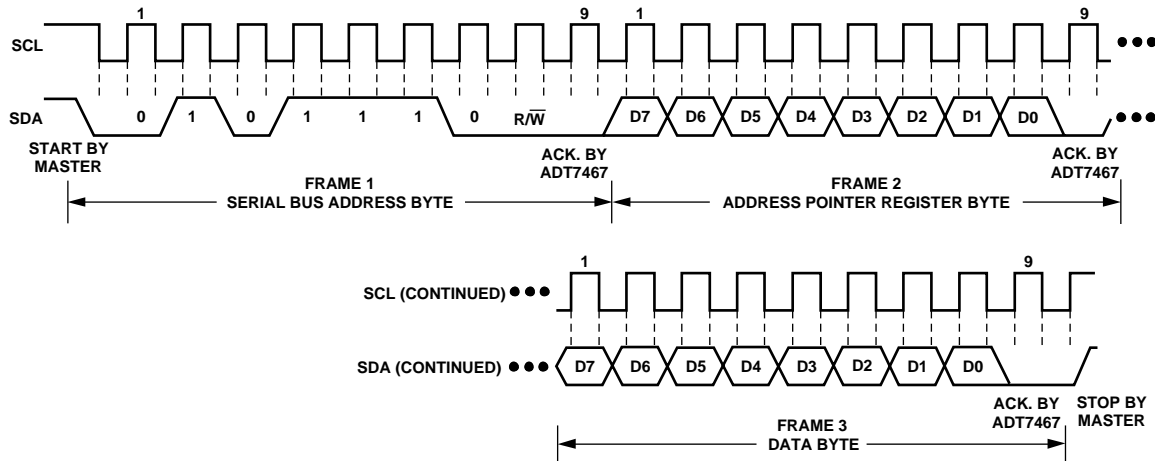 1 9 1 9
SCL
SDA 0 1 0 1 1 1 0 R/W̅ D7 D6 D5 D4 D3 D2 D1 D0
START BY
MASTER
ACK. BY
ADT7467
ACK. BY
ADT7467
FRAME 1
SERIAL BUS ADDRESS BYTE
FRAME 2
ADDRESS POINTER REGISTER BYTE
1 9
SCL (CONTINUED)
SDA (CONTINUED) D7 D6 D5 D4 D3 D2 D1 D0
ACK. BY
ADT7467
STOP BY
MASTER
FRAME 3
DATA BYTE